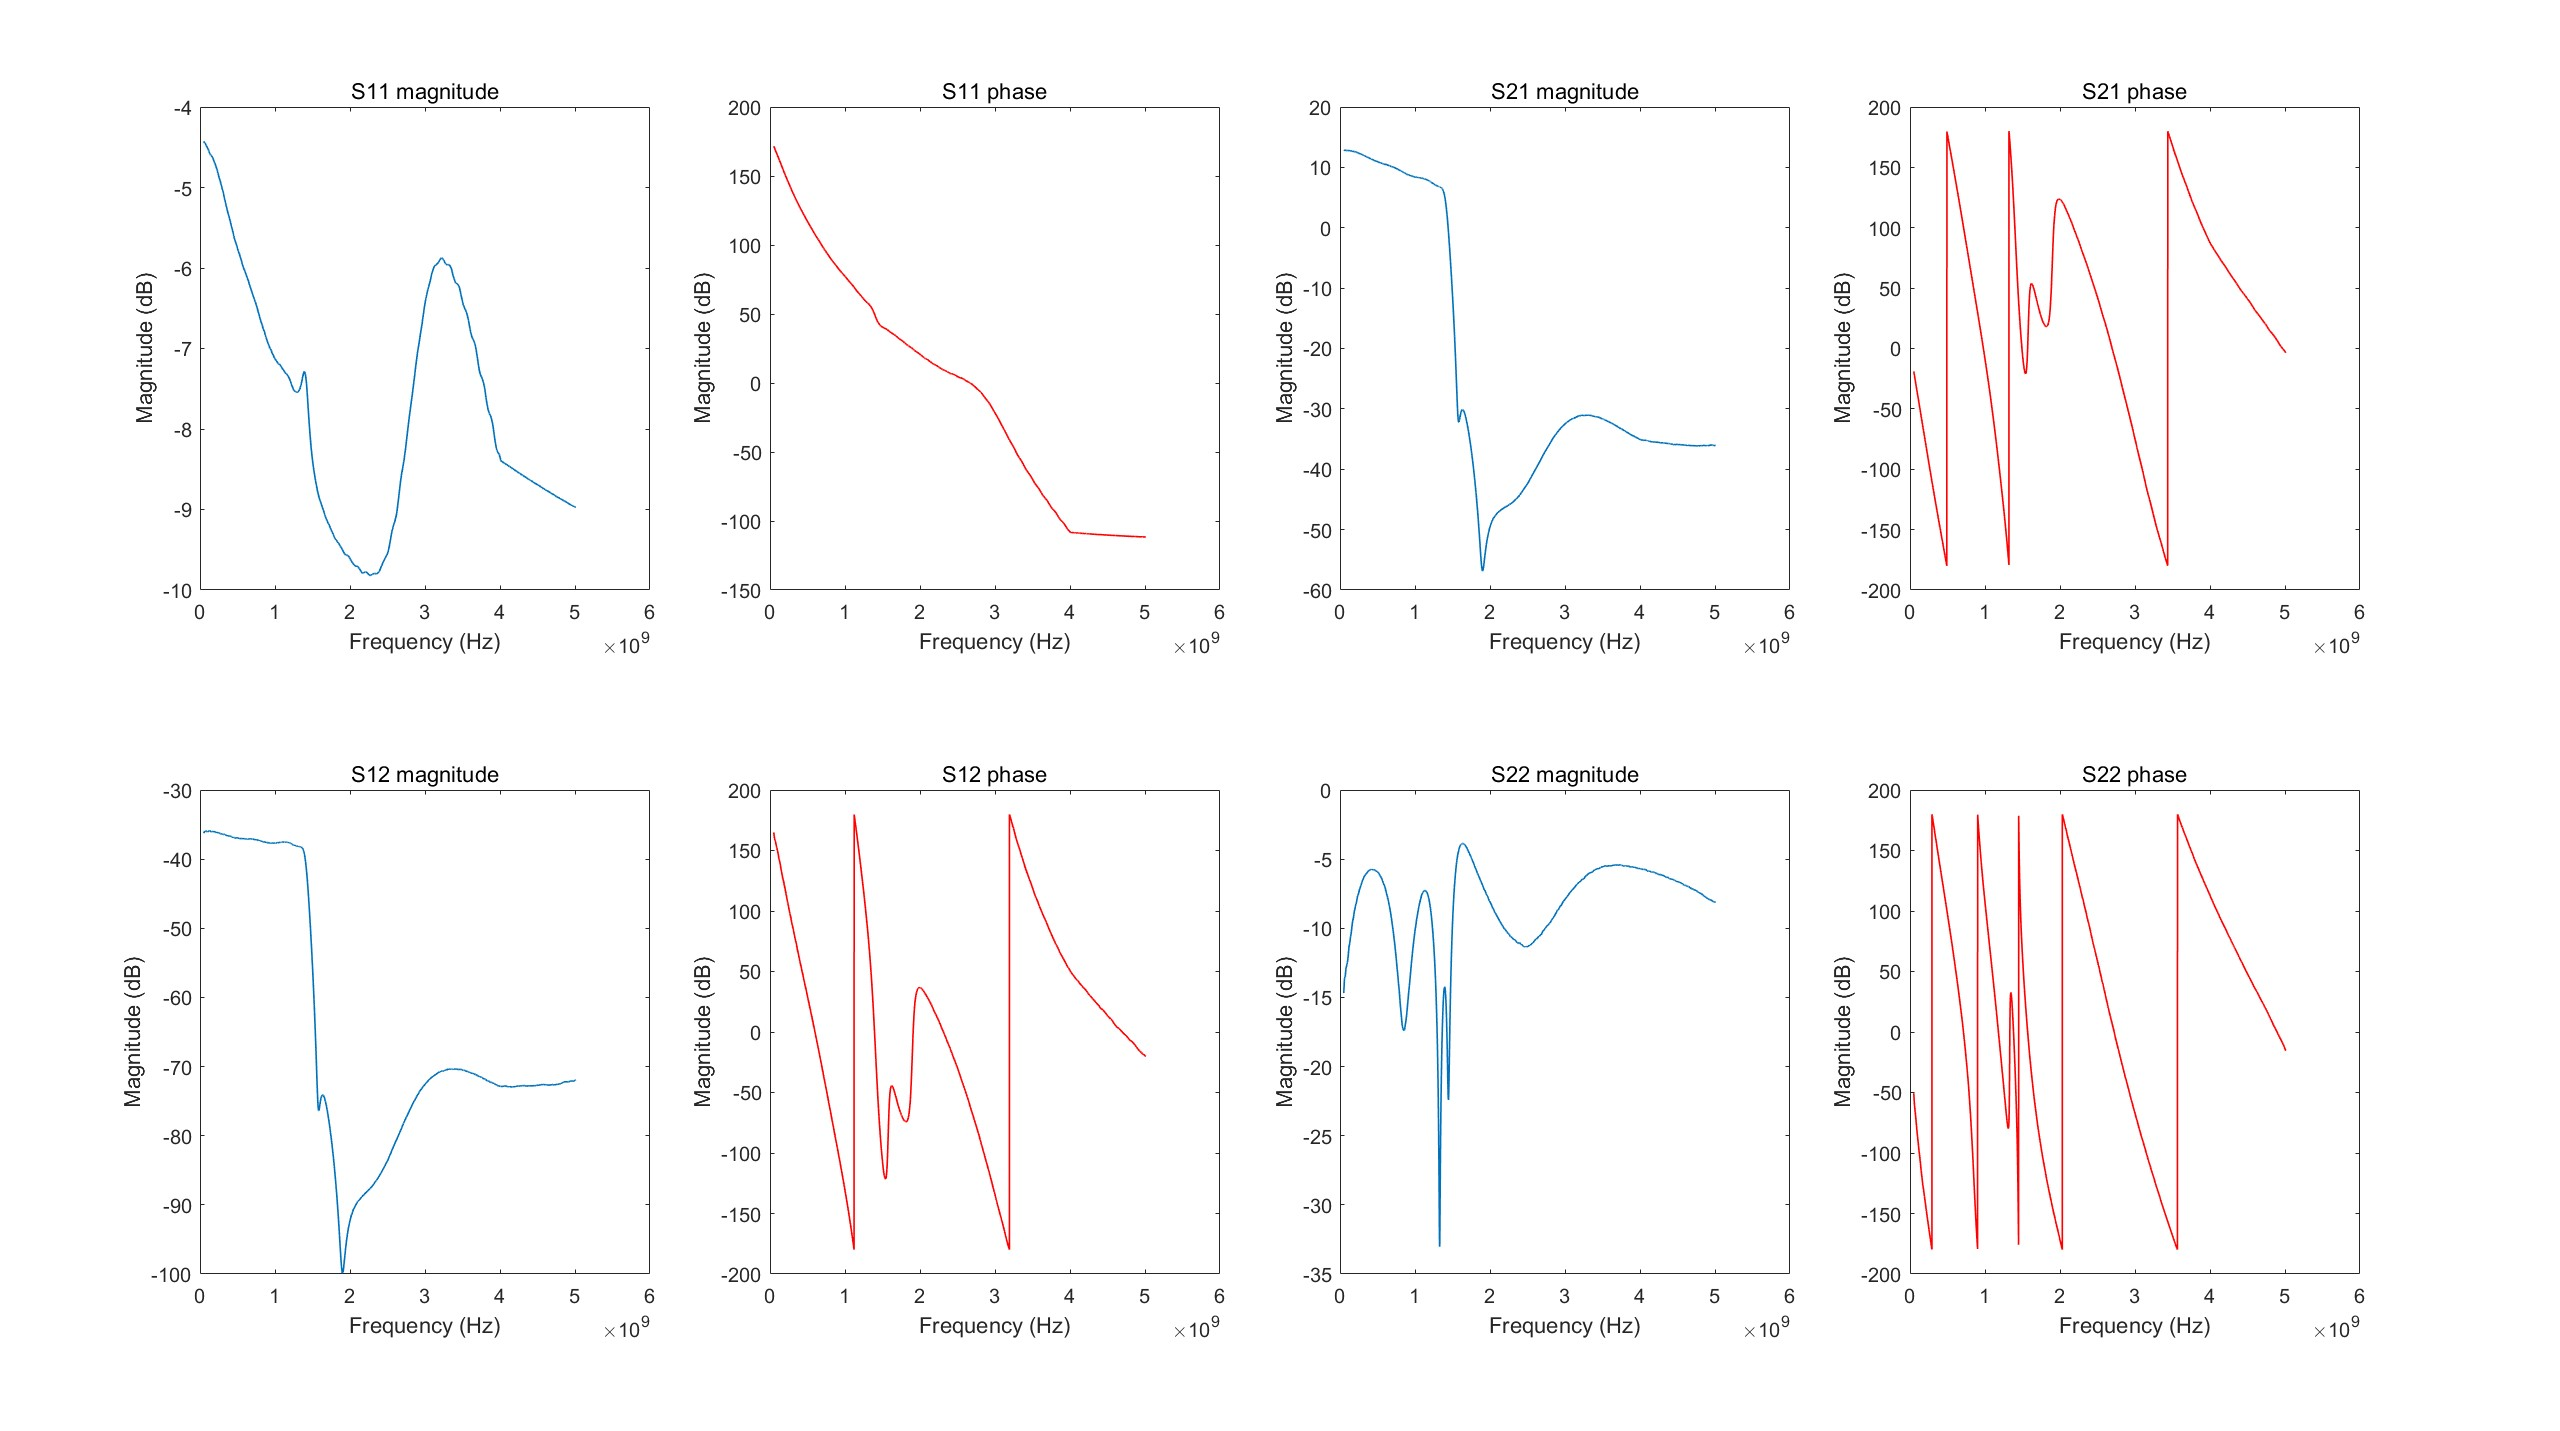 S11 magnitude
S11 phase
S21 magnitude
S21 phase
-4
-5
-6
-7
-8
-9
-10
Magnitude (dB)
0 1 2 3 4 5 6
Frequency (Hz)
×10^9
200
150
100
50
0
-50
-100
-150
Magnitude (dB)
0 1 2 3 4 5 6
Frequency (Hz)
×10^9
20
10
0
-10
-20
-30
-40
-50
-60
Magnitude (dB)
0 1 2 3 4 5 6
Frequency (Hz)
×10^9
200
150
100
50
0
-50
-100
-150
-200
Magnitude (dB)
0 1 2 3 4 5 6
Frequency (Hz)
×10^9
S12 magnitude
S12 phase
S22 magnitude
S22 phase
-30
-40
-50
-60
-70
-80
-90
-100
Magnitude (dB)
0 1 2 3 4 5 6
Frequency (Hz)
×10^9
200
150
100
50
0
-50
-100
-150
-200
Magnitude (dB)
0 1 2 3 4 5 6
Frequency (Hz)
×10^9
0
-5
-10
-15
-20
-25
-30
-35
Magnitude (dB)
0 1 2 3 4 5 6
Frequency (Hz)
×10^9
200
150
100
50
0
-50
-100
-150
-200
Magnitude (dB)
0 1 2 3 4 5 6
Frequency (Hz)
×10^9